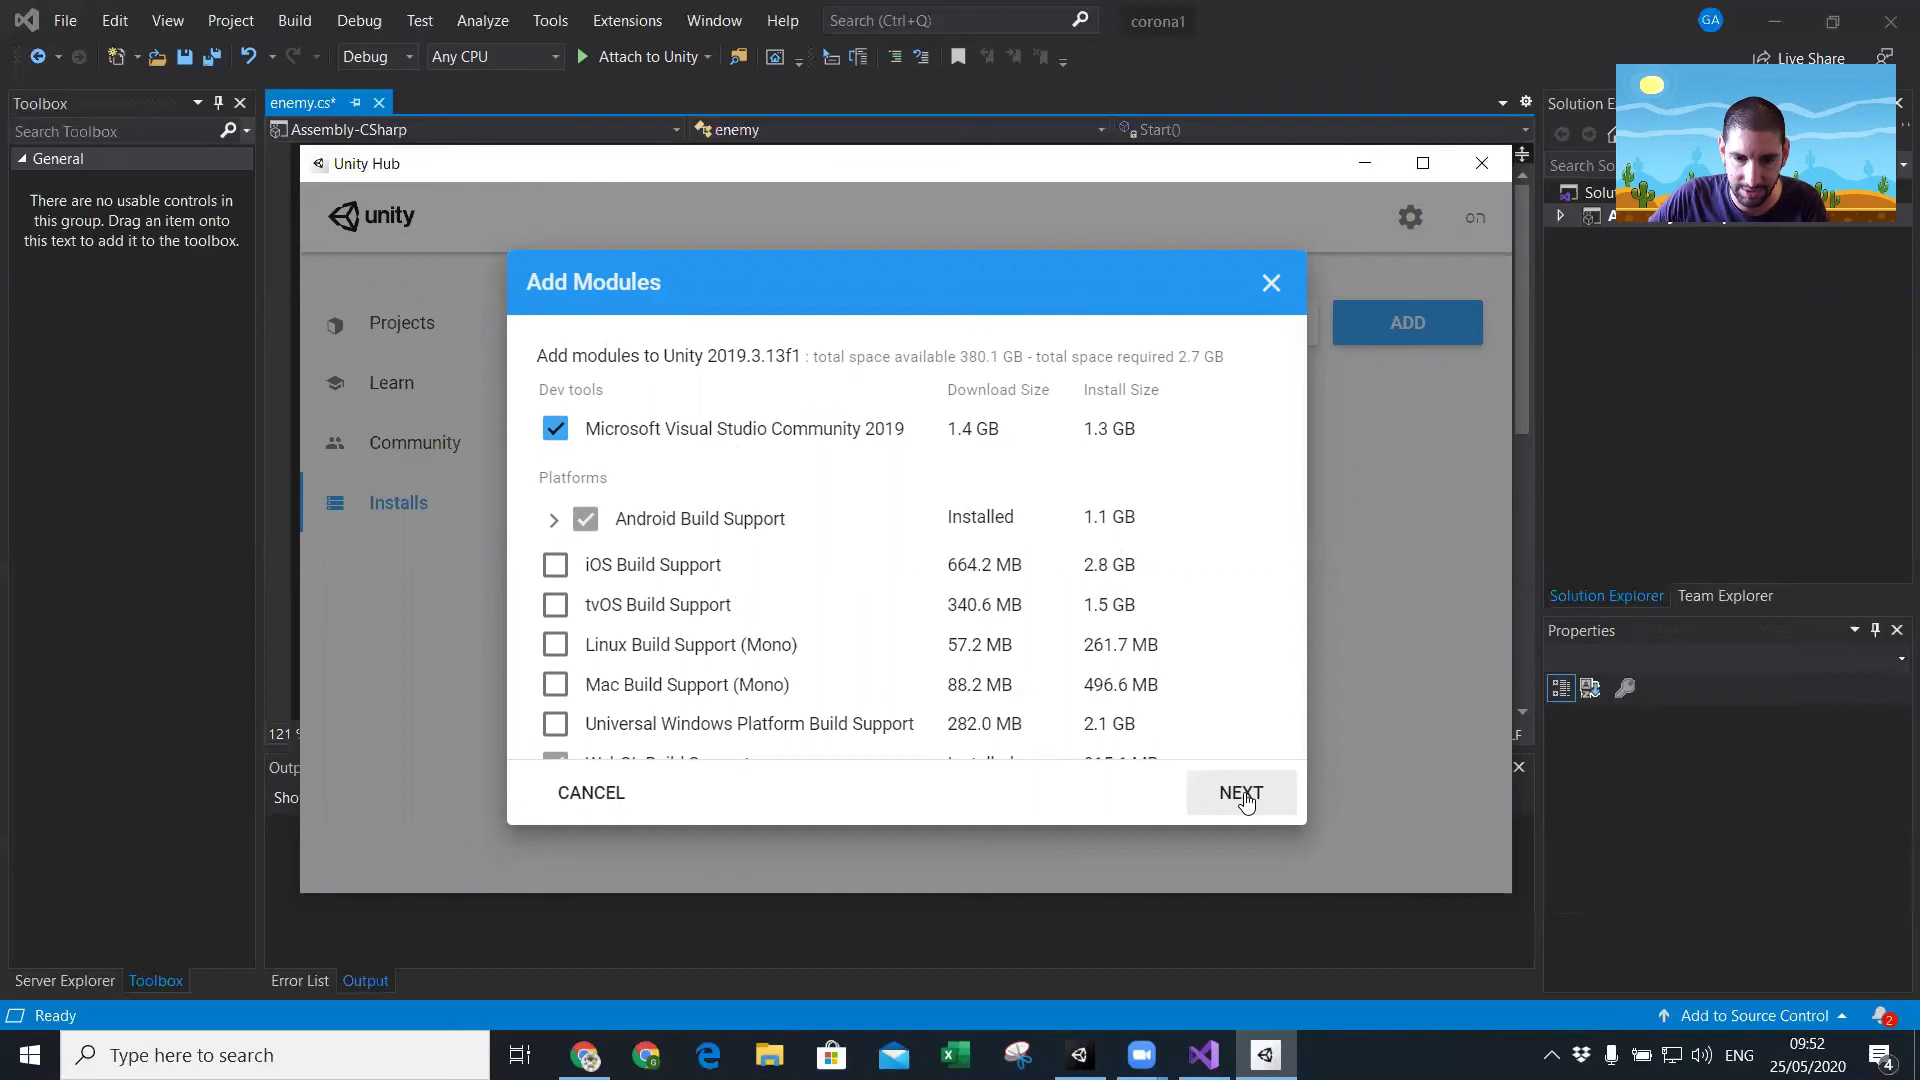 File Edit View Project Build Debug Test Analyze Tools Extensions Window Help Search (Ctrl+Q) corona1 GA
Debug Any CPU Attach to Unity Live Share
Toolbox
Search Toolbox
General
There are no usable controls in
this group. Drag an item onto
this text to add it to the toolbox.
enemy.cs*
Assembly-CSharp enemy Start()
Unity Hub
unity
on
Projects
Learn
Community
Installs
ADD
Add Modules
Add modules to Unity 2019.3.13f1 : total space available 380.1 GB - total space required 2.7 GB
Dev tools Download Size Install Size
Microsoft Visual Studio Community 2019 1.4 GB 1.3 GB
Platforms
Android Build Support Installed 1.1 GB
iOS Build Support 664.2 MB 2.8 GB
tvOS Build Support 340.6 MB 1.5 GB
Linux Build Support (Mono) 57.2 MB 261.7 MB
Mac Build Support (Mono) 88.2 MB 496.6 MB
Universal Windows Platform Build Support 282.0 MB 2.1 GB
CANCEL NEXT
121 %
Outp
Sho
Solution E
Search So
Solu
A
Solution Explorer Team Explorer
Properties
Server Explorer Toolbox Error List Output
Ready Add to Source Control 2
Type here to search
ENG
09:52
25/05/2020
4